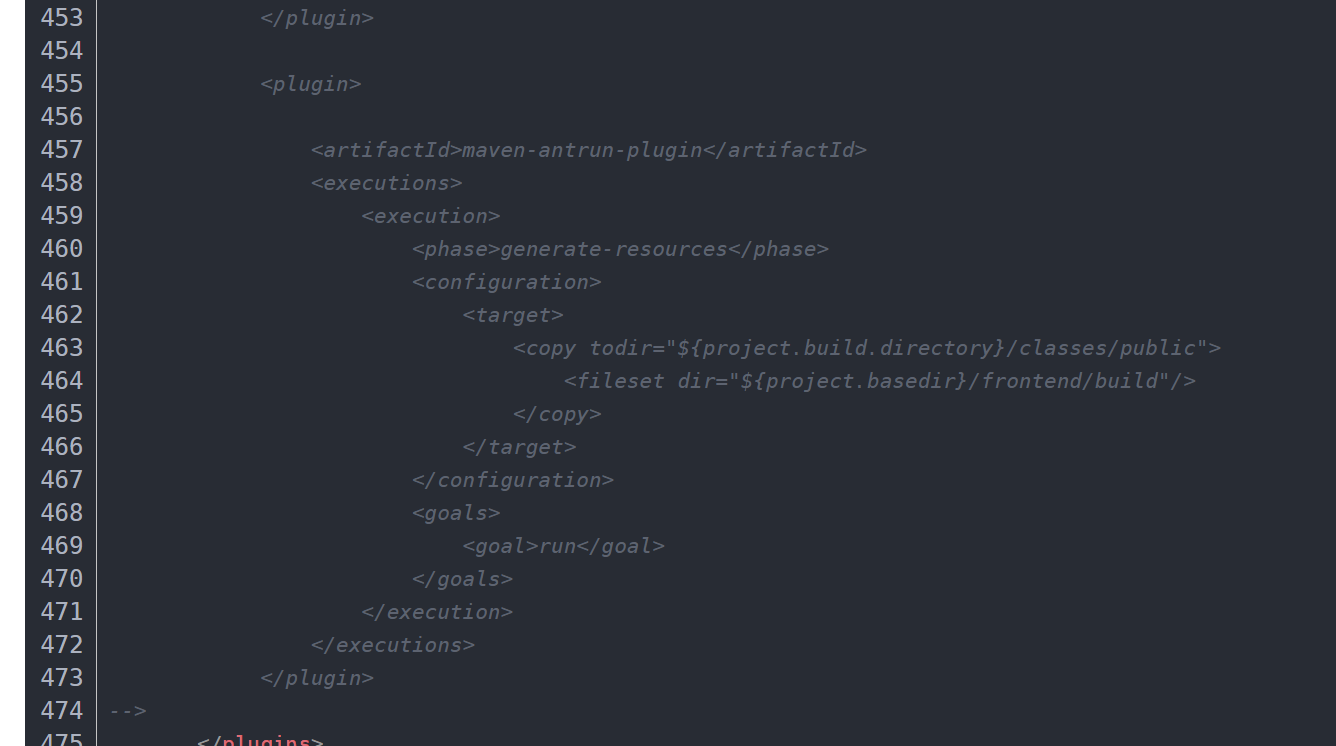 453 </plugin>
454
455 <plugin>
456
457 <artifactId>maven-antrun-plugin</artifactId>
458 <executions>
459 <execution>
460 <phase>generate-resources</phase>
461 <configuration>
462 <target>
463 <copy todir="${project.build.directory}/classes/public">
464 <fileset dir="${project.basedir}/frontend/build"/>
465 </copy>
466 </target>
467 </configuration>
468 <goals>
469 <goal>run</goal>
470 </goals>
471 </execution>
472 </executions>
473 </plugin>
474 -->
475 </plugins>